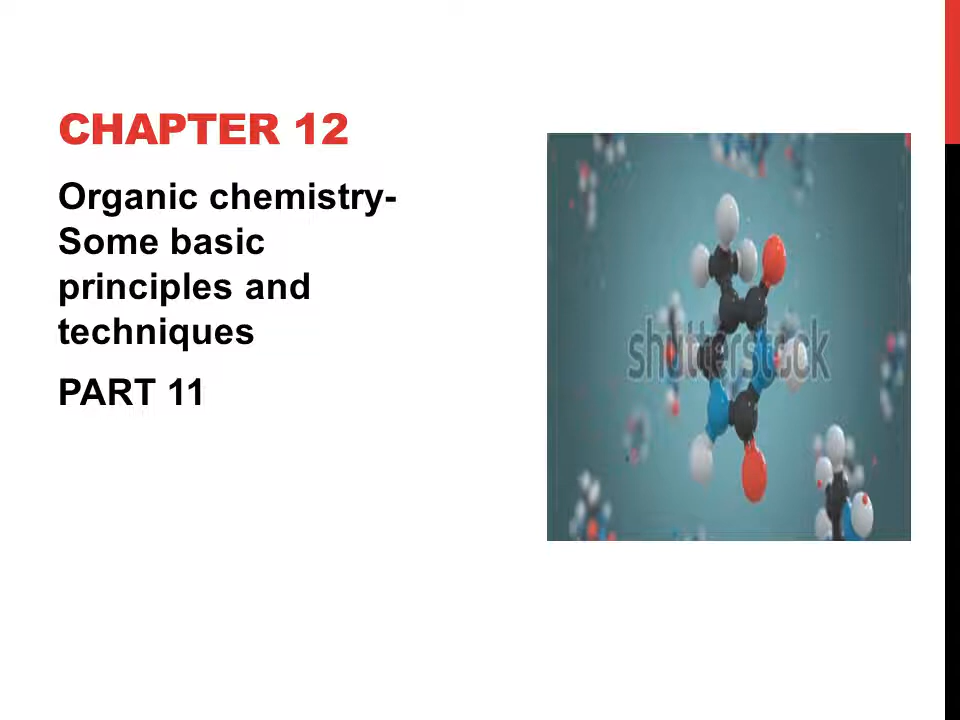 CHAPTER 12
Organic chemistry-
Some basic
principles and
techniques
PART 11
shutterstock